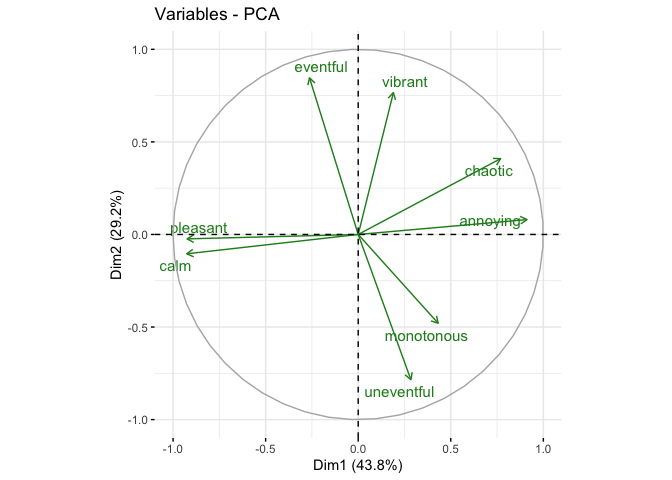 Variables - PCA
1.0
eventful
vibrant
0.5
chaotic
annoying
pleasant
0.0
calm
Dim2 (29.2%)
-0.5
monotonous
uneventful
-1.0
-1.0 -0.5 0.0 0.5 1.0
Dim1 (43.8%)